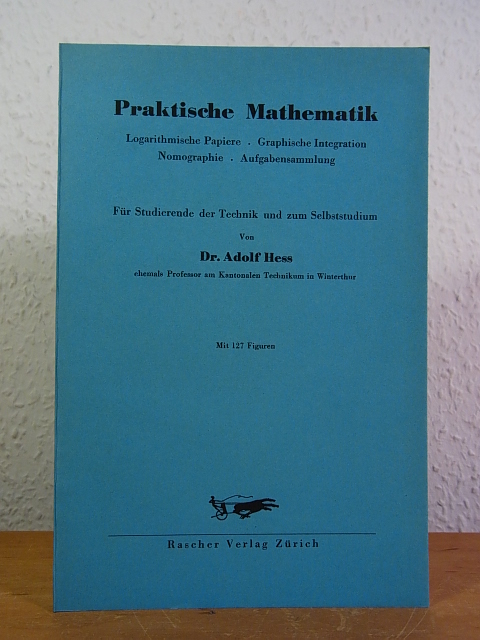 Praktische Mathematik
Logarithmische Papiere . Graphische Integration
Nomographie . Aufgabensammlung
Für Studierende der Technik und zum Selbststudium
Von
Dr. Adolf Hess
ehemals Professor am Kantonalen Technikum in Winterthur
Mit 127 Figuren
Rascher Verlag Zürich